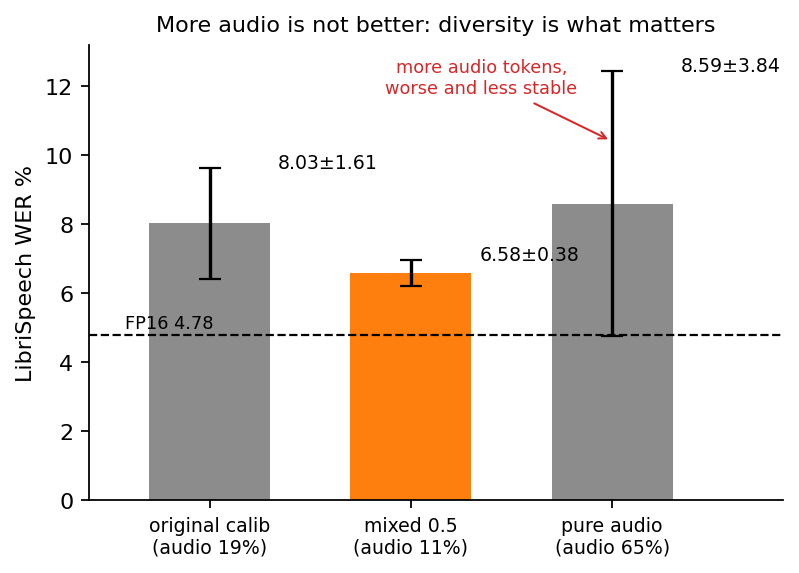 More audio is not better: diversity is what matters
LibriSpeech WER %
12
10
8
6
4
2
0
more audio tokens,
worse and less stable
8.59±3.84
8.03±1.61
6.58±0.38
FP16 4.78
original calib
(audio 19%)
mixed 0.5
(audio 11%)
pure audio
(audio 65%)